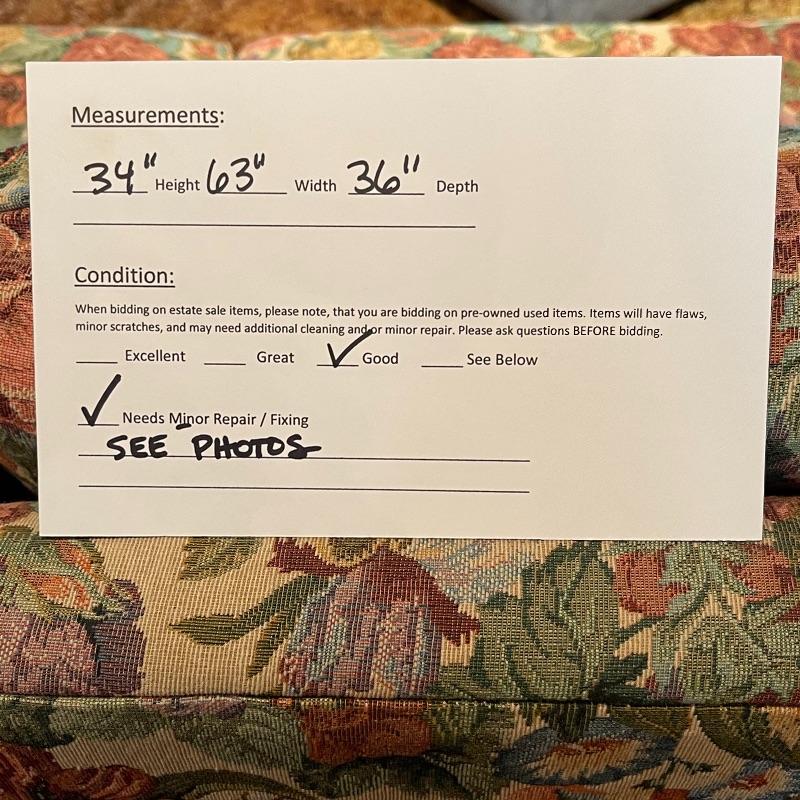 Measurements:
34" Height 63" Width 36" Depth
Condition:
When bidding on estate sale items, please note, that you are bidding on pre-owned used items. Items will have flaws,
minor scratches, and may need additional cleaning and/or minor repair. Please ask questions BEFORE bidding.
Excellent Great ✓ Good See Below
✓ Needs Minor Repair / Fixing
SEE PHOTOS